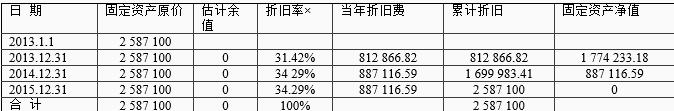 日 期 固定资产原价 估计余值 折旧率× 当年折旧费 累计折旧 固定资产净值
2013.1.1 2 587 100
2013.12.31 2 587 100 0 31.42% 812 866.82 812 866.82 1 774 233.18
2014.12.31 2 587 100 0 34 29% 887 116.59 1 699 983.41 887 116.59
2015.12.31 2 587 100 0 34.29% 887 116.59 2 587 100 0
合 计 2 587 100 0 100% 2 587 100